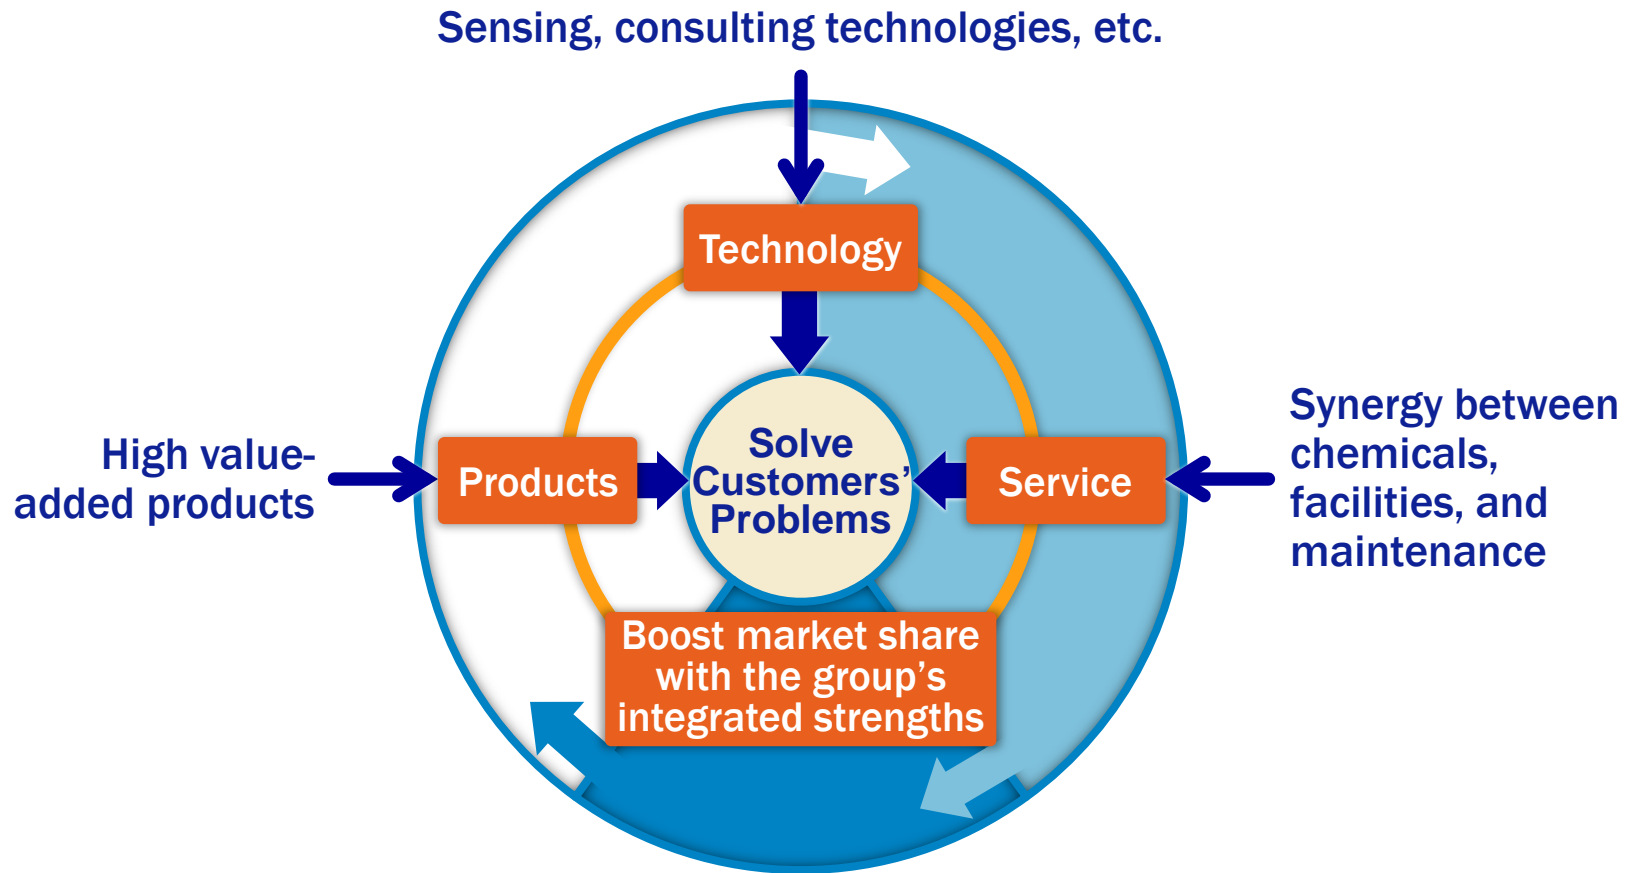 Sensing, consulting technologies, etc.
Technology
High value-
added products
Products
Solve
Customers’
Problems
Service
Synergy between
chemicals,
facilities, and
maintenance
Boost market share
with the group’s
integrated strengths